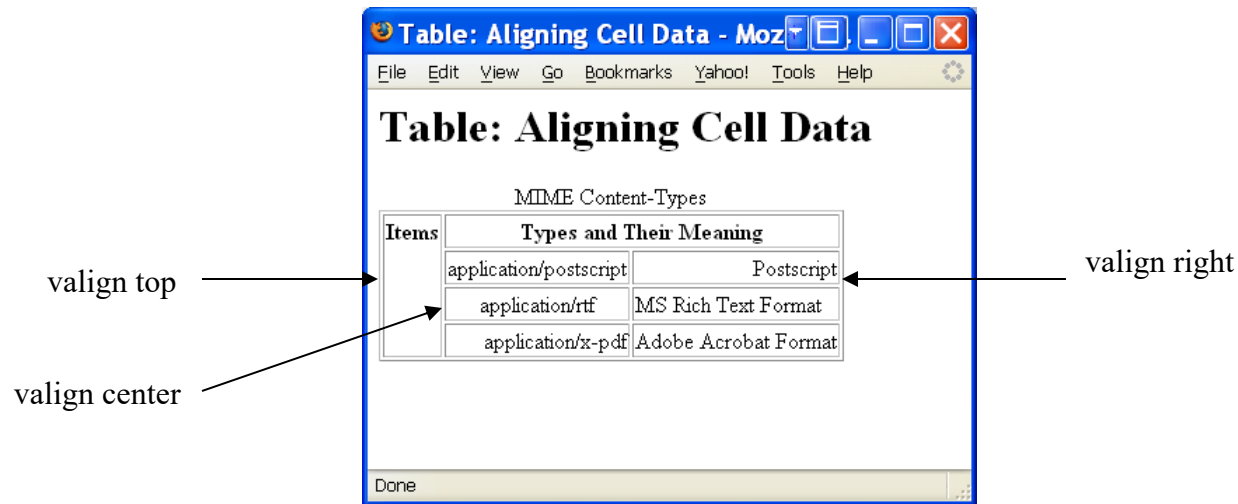 Table: Aligning Cell Data - Moz
File Edit View Go Bookmarks Yahoo! Tools Help
Table: Aligning Cell Data
MIME Content-Types
Items Types and Their Meaning
application/postscript Postscript
application/rtf MS Rich Text Format
application/x-pdf Adobe Acrobat Format
valign top
valign right
valign center
Done